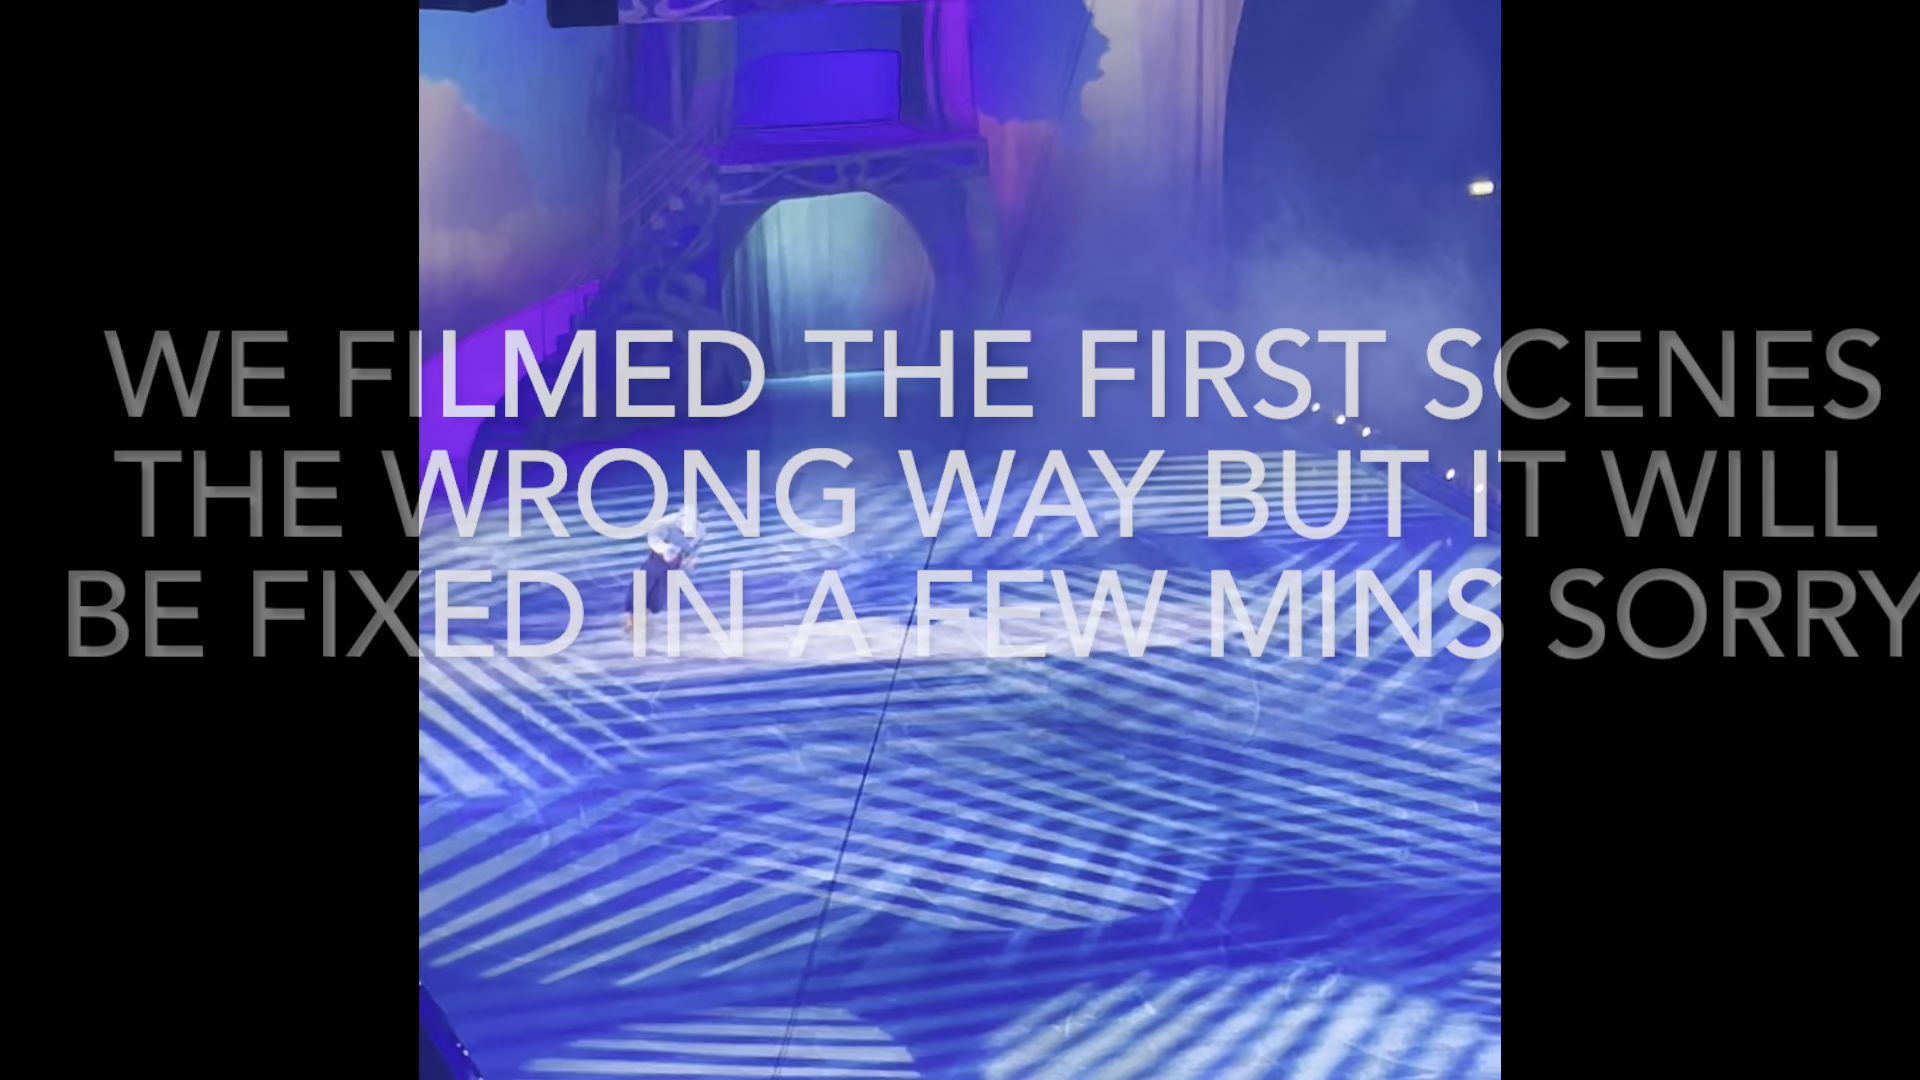 WE FILMED THE FIRST SCENES
THE WRONG WAY BUT IT WILL
BE FIXED IN A FEW MINS SORRY